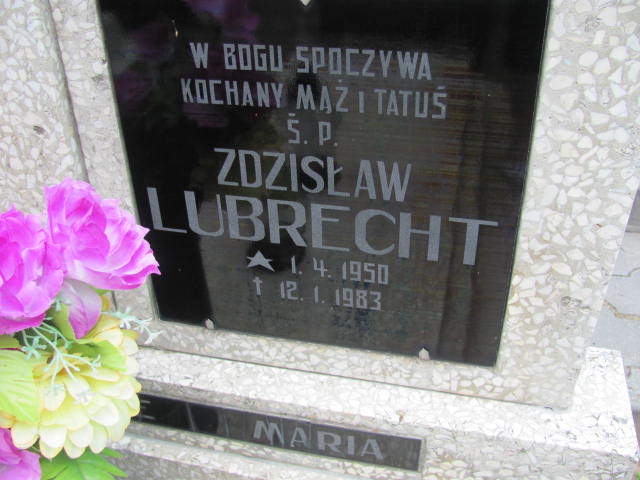 W BOGU SPOCZYWA
KOCHANY MĄŻ I TATUŚ
Ś. P.
ZDZISŁAW
LUBRECHT
1. 4. 1950
† 12. 1. 1983
MARIA